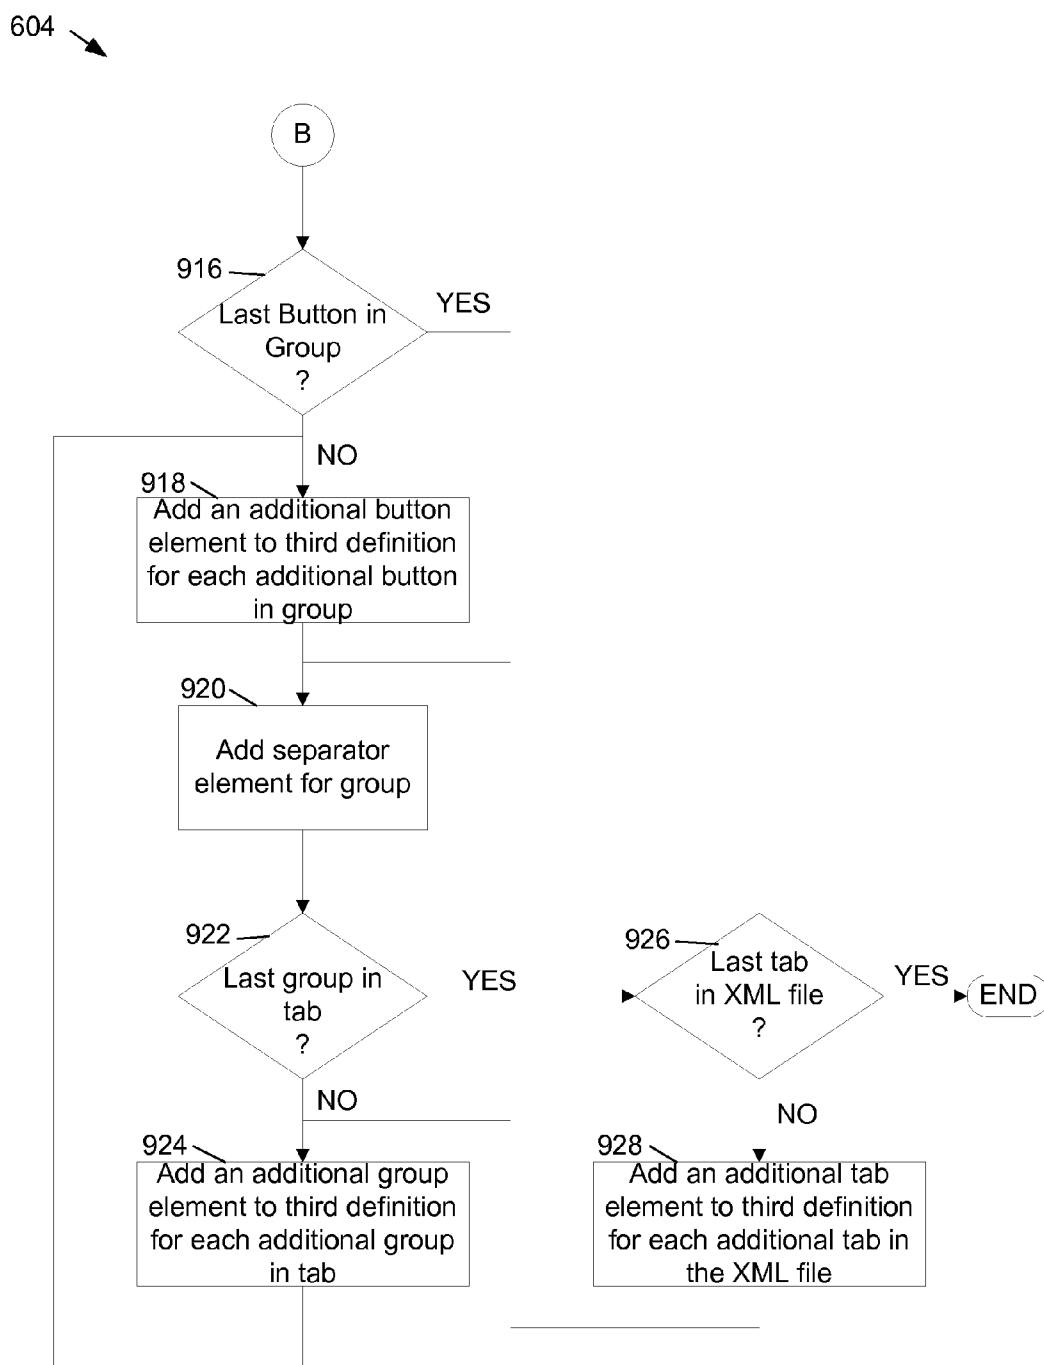 604
B
916
Last Button in
Group
?
YES
NO
918
Add an additional button
element to third definition
for each additional button
in group
920
Add separator
element for group
922
Last group in
tab
?
YES
926
Last tab
in XML file
?
YES
END
NO
NO
924
Add an additional group
element to third definition
for each additional group
in tab
928
Add an additional tab
element to third definition
for each additional tab in
the XML file